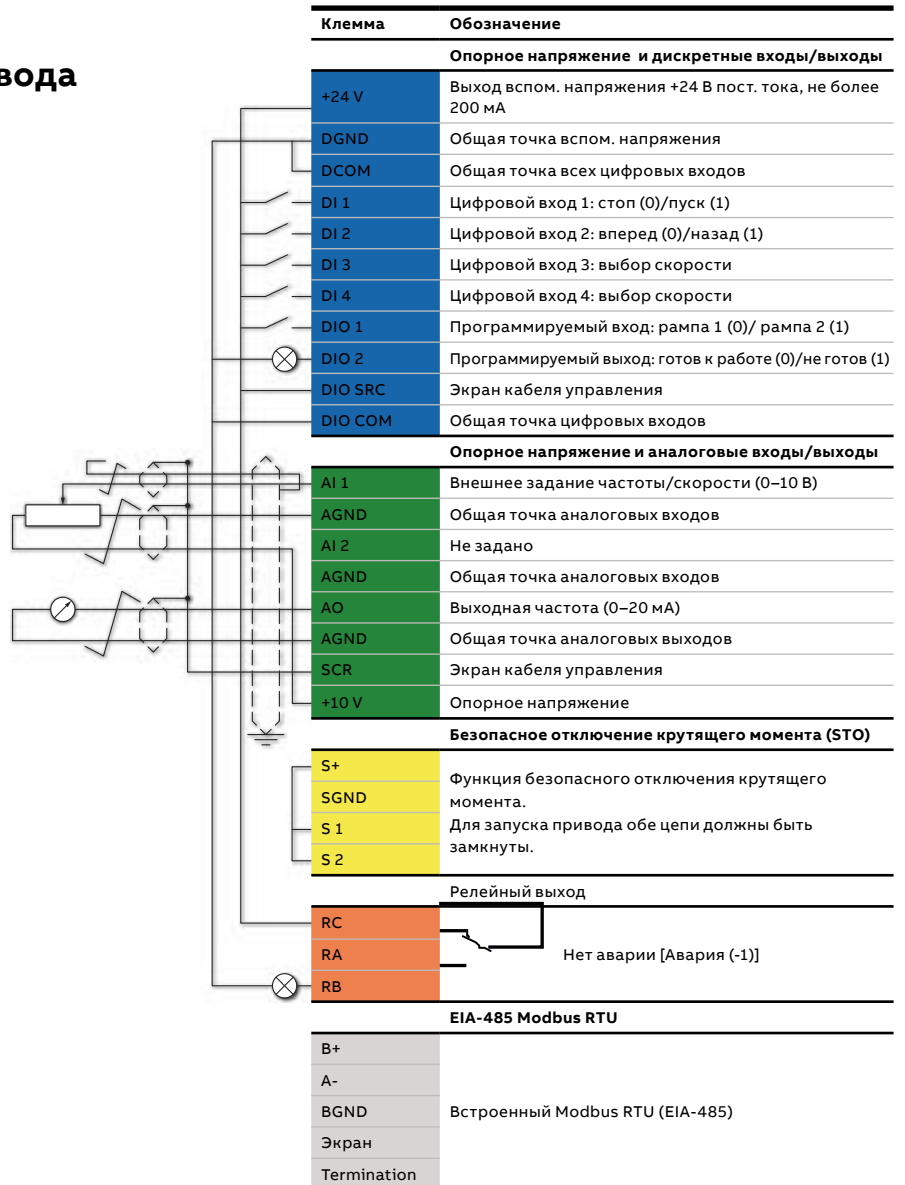 вода
Клемма Обозначение
Опорное напряжение и дискретные входы/выходы
+24 V Выход вспом. напряжения +24 В пост. тока, не более
200 мА
DGND Общая точка вспом. напряжения
DCOM Общая точка всех цифровых входов
DI 1 Цифровой вход 1: стоп (0)/пуск (1)
DI 2 Цифровой вход 2: вперед (0)/назад (1)
DI 3 Цифровой вход 3: выбор скорости
DI 4 Цифровой вход 4: выбор скорости
DIO 1 Программируемый вход: рампа 1 (0)/ рампа 2 (1)
DIO 2 Программируемый выход: готов к работе (0)/не готов (1)
DIO SRC Экран кабеля управления
DIO COM Общая точка цифровых входов
Опорное напряжение и аналоговые входы/выходы
AI 1 Внешнее задание частоты/скорости (0–10 В)
AGND Общая точка аналоговых входов
AI 2 Не задано
AGND Общая точка аналоговых входов
AO Выходная частота (0–20 мА)
AGND Общая точка аналоговых выходов
SCR Экран кабеля управления
+10 V Опорное напряжение
Безопасное отключение крутящего момента (STO)
S+
SGND
S 1
S 2
Функция безопасного отключения крутящего
момента.
Для запуска привода обе цепи должны быть
замкнуты.
Релейный выход
RC
RA Нет аварии [Авария (-1)]
RB
EIA-485 Modbus RTU
B+
A-
BGND Встроенный Modbus RTU (EIA-485)
Экран
Termination